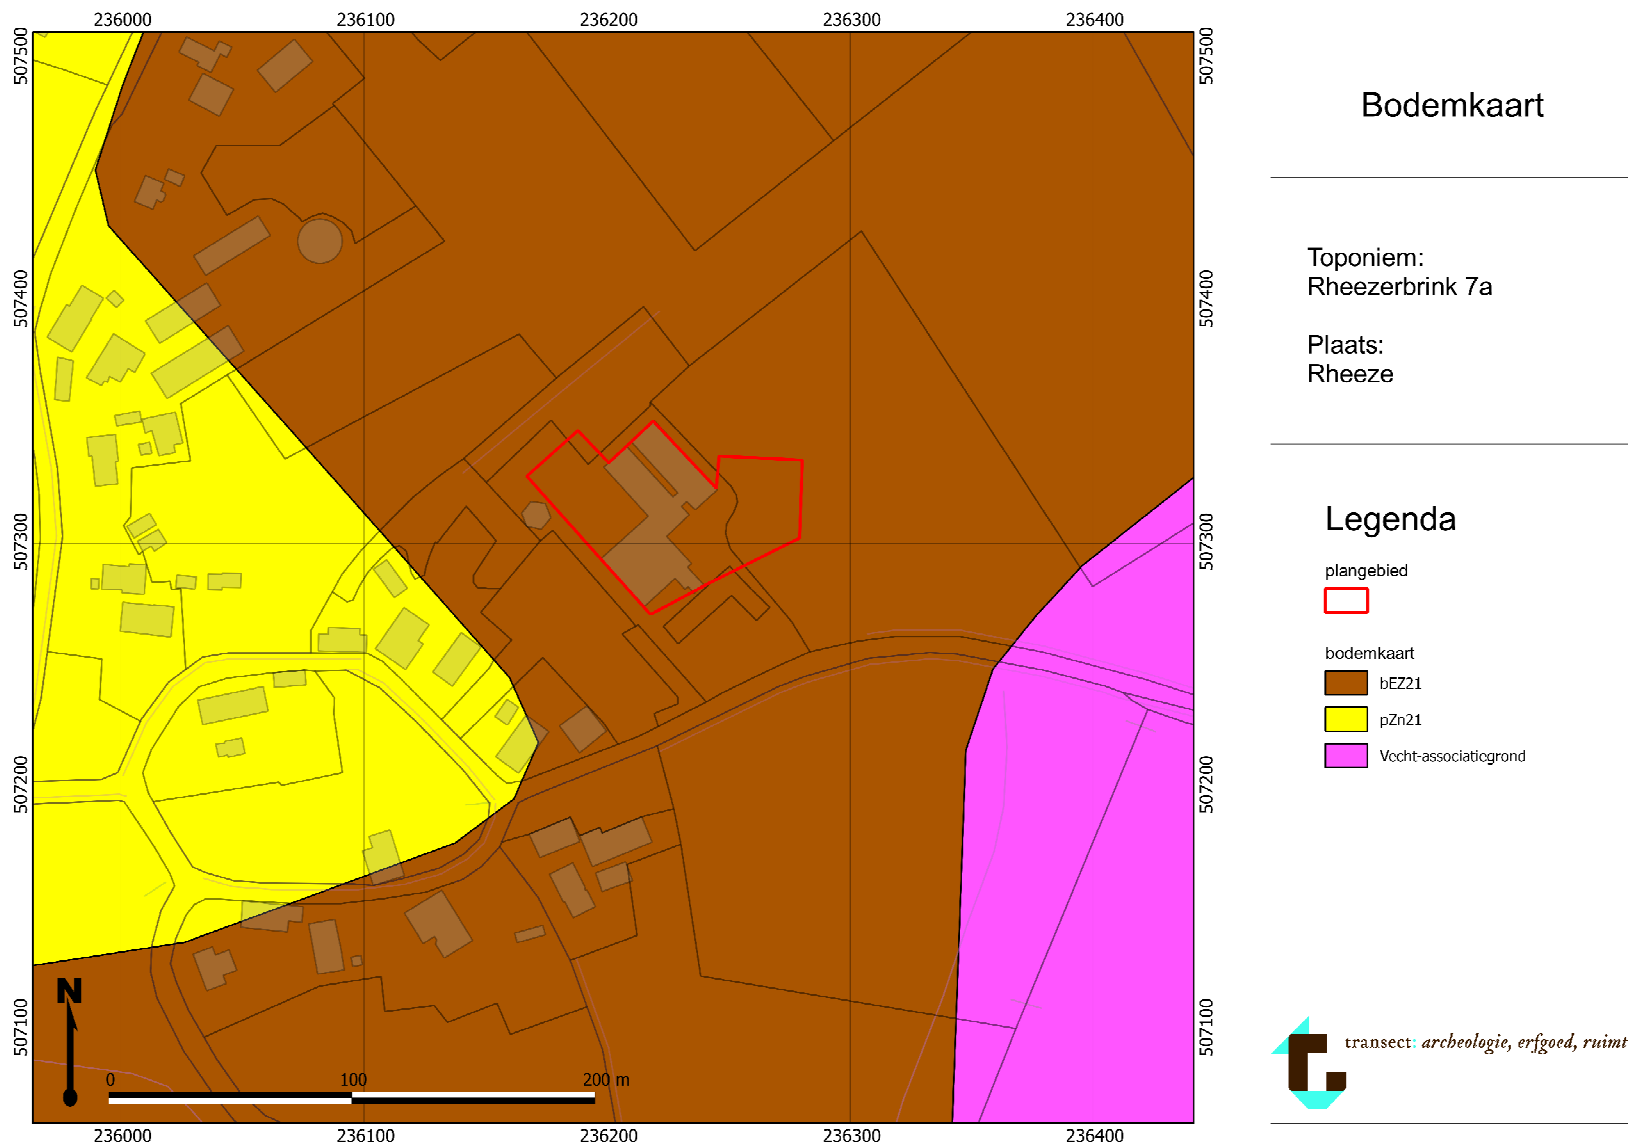 236000 236100 236200 236300 236400
507500
507500
Bodemkaart
Toponiem:
Rheezerbrink 7a
Plaats:
Rheeze
507400
507400
Legenda
507300
507300
plangebied
bodemkaart
bEZ21
pZn21
Vecht-associatiegrond
507200
507200
N
507100
507100
transect: archeologie, erfgoed, ruimt
0 100 200 m
236000 236100 236200 236300 236400